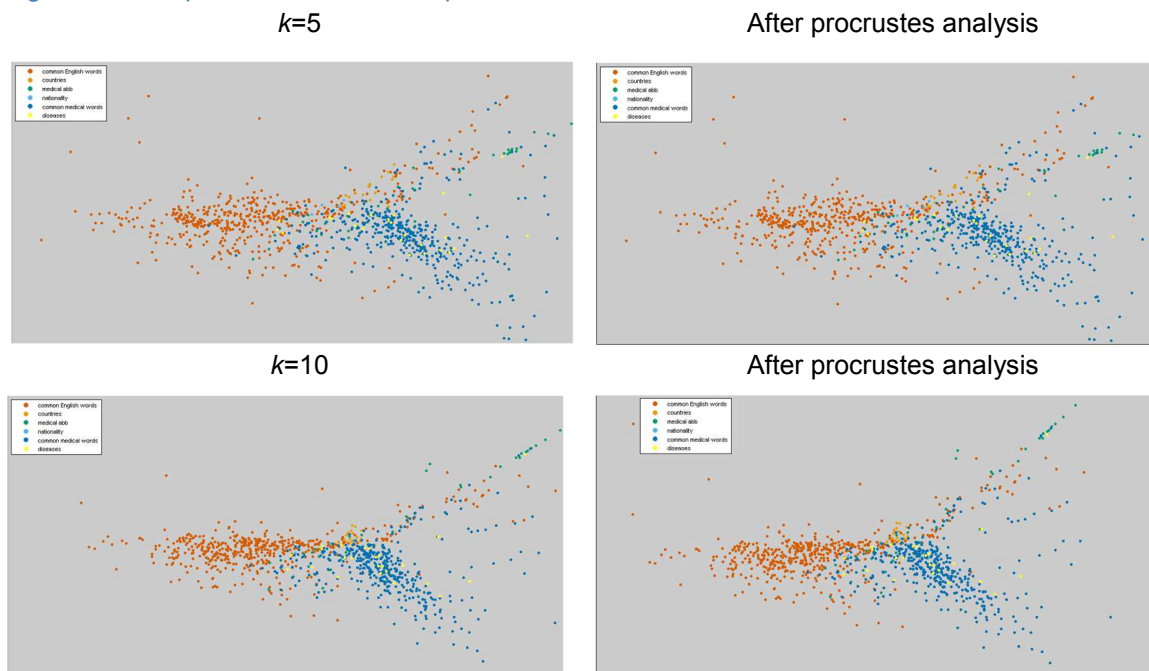 k=5
After procrustes analysis
common English words
countries
medical abb
nationality
common medical words
diseases
common English words
countries
medical abb
nationality
common medical words
diseases
k=10
After procrustes analysis
common English words
countries
medical abb
nationality
common medical words
diseases
common English words
countries
medical abb
nationality
common medical words
diseases